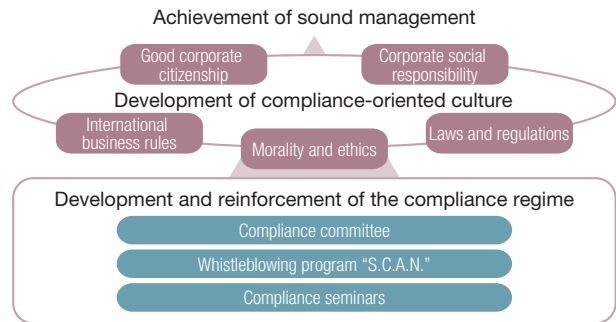 Achievement of sound management
Good corporate
citizenship
Corporate social
responsibility
Development of compliance-oriented culture
International
business rules
Morality and ethics
Laws and regulations
Development and reinforcement of the compliance regime
Compliance committee
Whistleblowing program “S.C.A.N.”
Compliance seminars